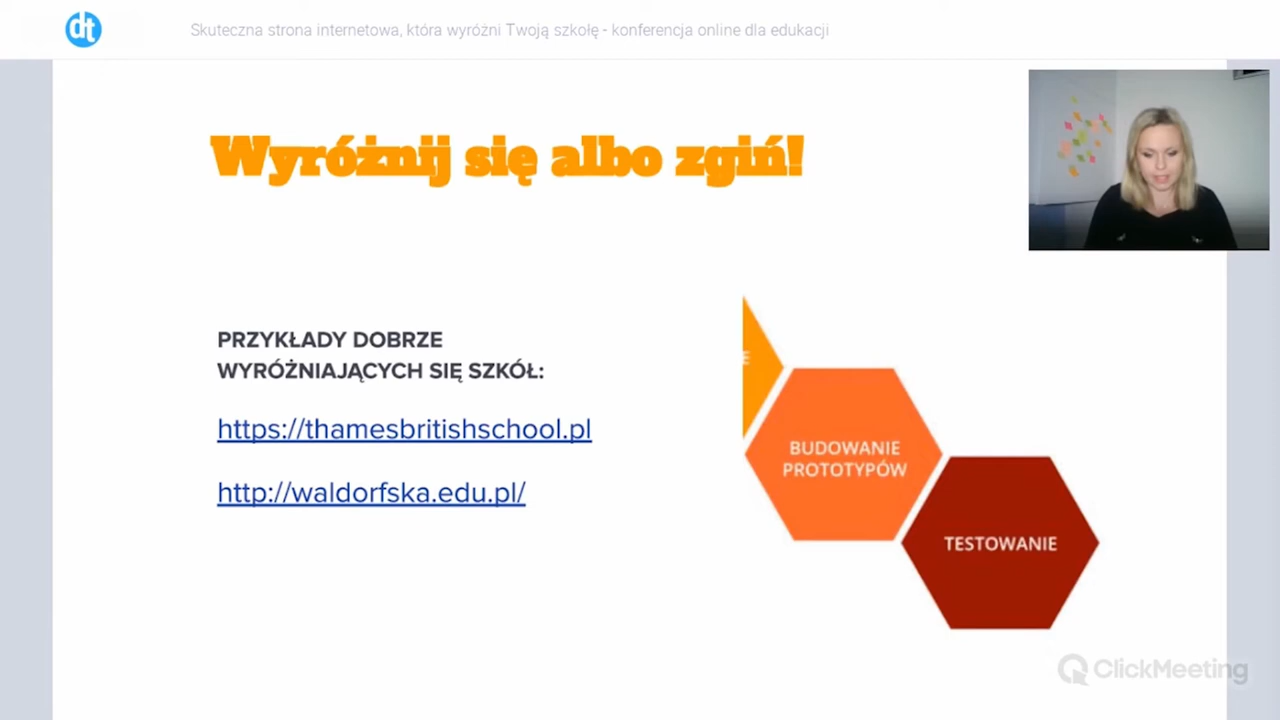 dt
Skuteczna strona internetowa, która wyróżni Twoją szkołę - konferencja online dla edukacji
Wyróżnij się albo zgiń!
PRZYKŁADY DOBRZE
WYRÓŻNIAJĄCYCH SIĘ SZKÓŁ:
https://thamesbritishschool.pl
http://waldorfska.edu.pl/
E
BUDOWANIE
PROTOTYPÓW
TESTOWANIE
ClickMeeting